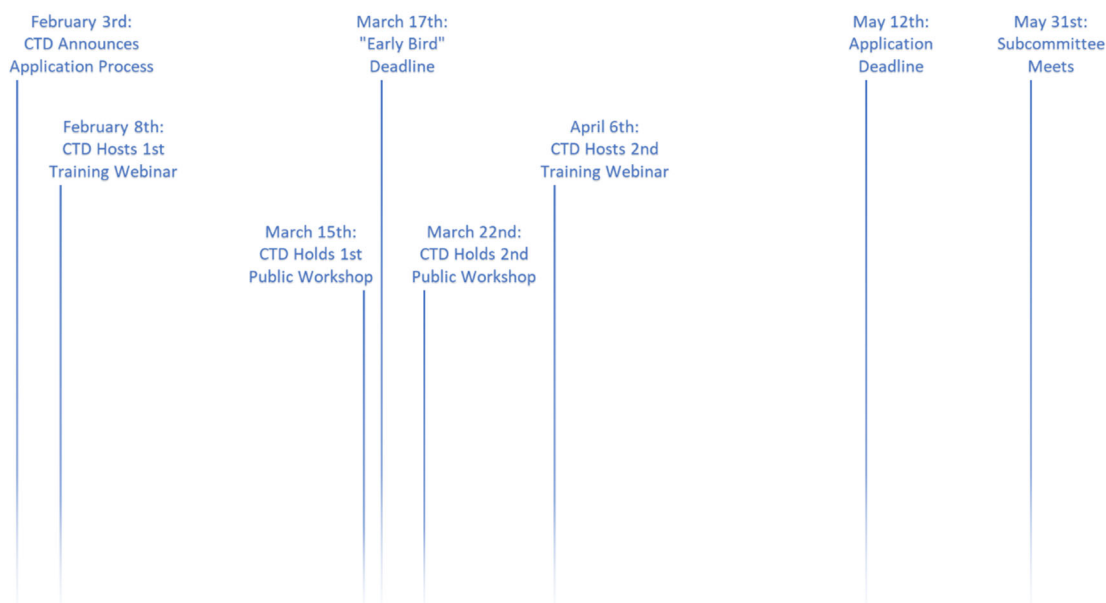 February 3rd:
CTD Announces
Application Process
February 8th:
CTD Hosts 1st
Training Webinar
March 15th:
CTD Holds 1st
Public Workshop
March 17th:
"Early Bird"
Deadline
March 22nd:
CTD Holds 2nd
Public Workshop
April 6th:
CTD Hosts 2nd
Training Webinar
May 12th:
Application
Deadline
May 31st:
Subcommittee
Meets